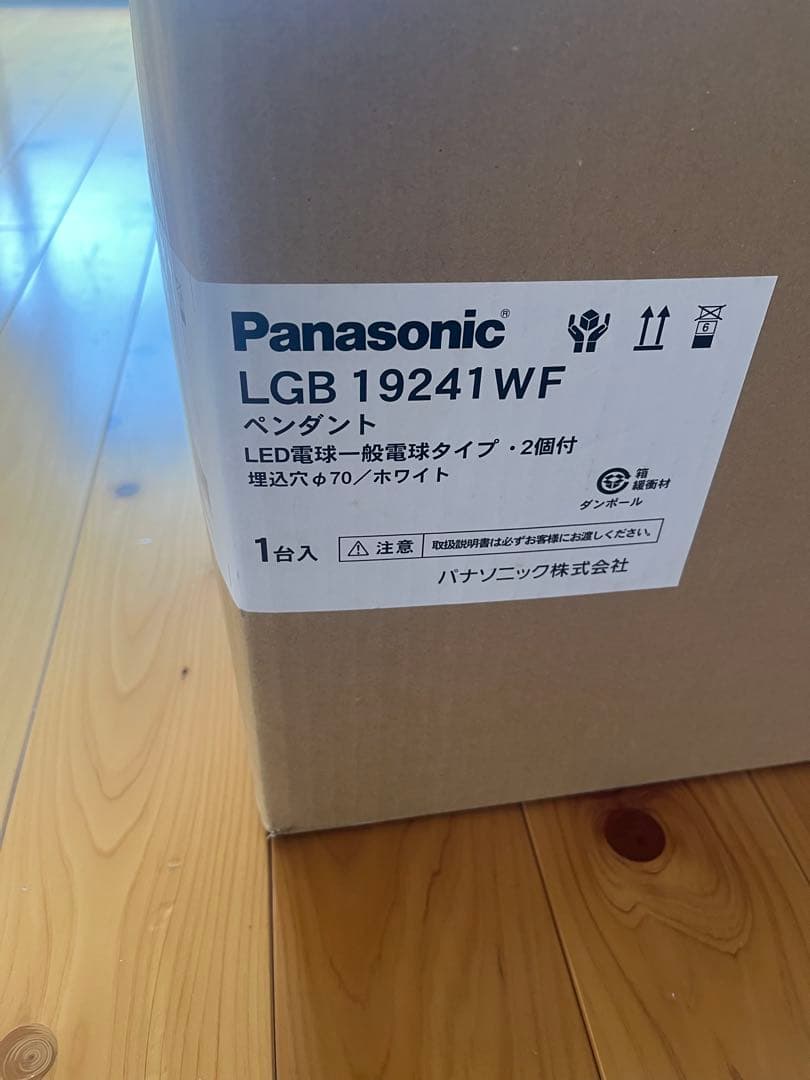 Panasonic®
LGB 19241WF
ペンダント
LED電球一般電球タイプ・2個付
埋込穴φ70／ホワイト
6
箱
緩衝材
ダンボール
1台入
注意 取扱説明書は必ずお客様にお渡しください。
パナソニック株式会社